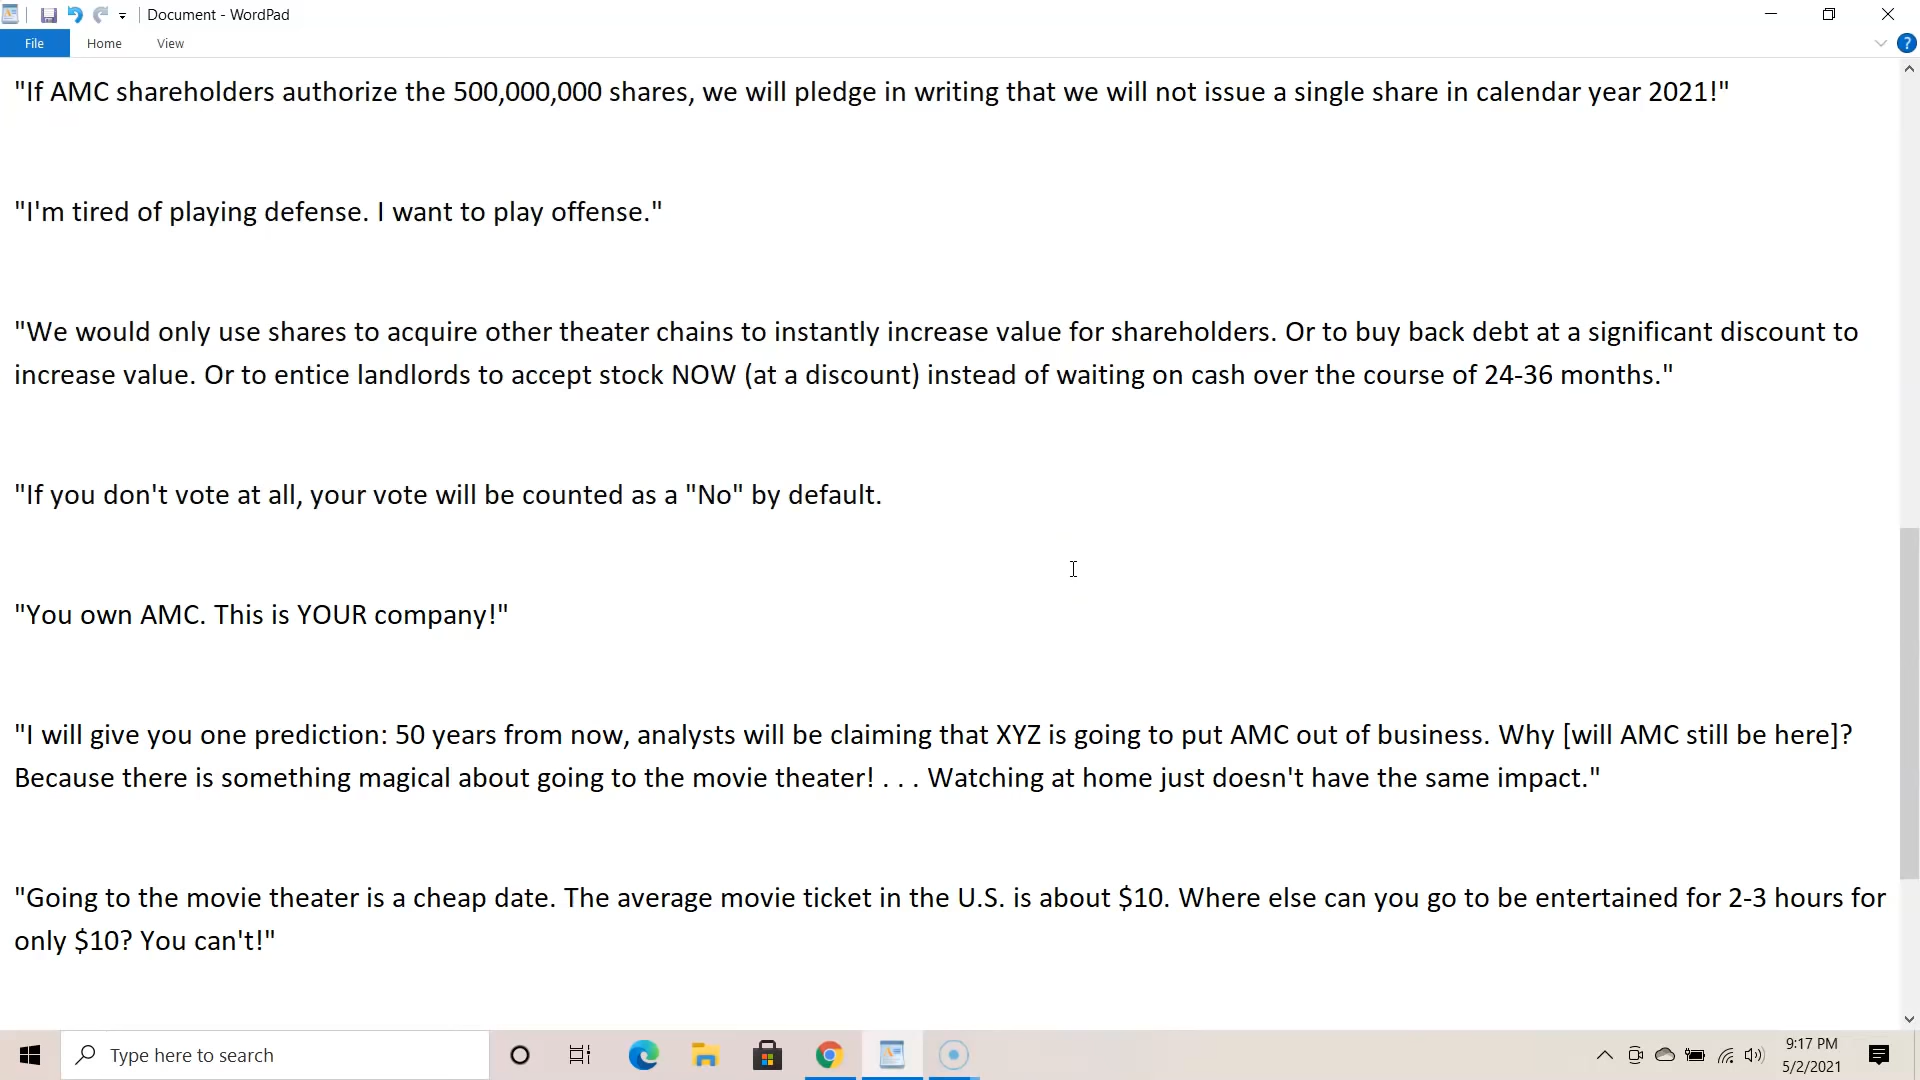 Document - WordPad
File Home View
"If AMC shareholders authorize the 500,000,000 shares, we will pledge in writing that we will not issue a single share in calendar year 2021!"
"I'm tired of playing defense. I want to play offense."
"We would only use shares to acquire other theater chains to instantly increase value for shareholders. Or to buy back debt at a significant discount to
increase value. Or to entice landlords to accept stock NOW (at a discount) instead of waiting on cash over the course of 24-36 months."
"If you don't vote at all, your vote will be counted as a "No" by default.
"You own AMC. This is YOUR company!"
"I will give you one prediction: 50 years from now, analysts will be claiming that XYZ is going to put AMC out of business. Why [will AMC still be here]?
Because there is something magical about going to the movie theater! . . . Watching at home just doesn't have the same impact."
"Going to the movie theater is a cheap date. The average movie ticket in the U.S. is about $10. Where else can you go to be entertained for 2-3 hours for
only $10? You can't!"
Type here to search
9:17 PM
5/2/2021